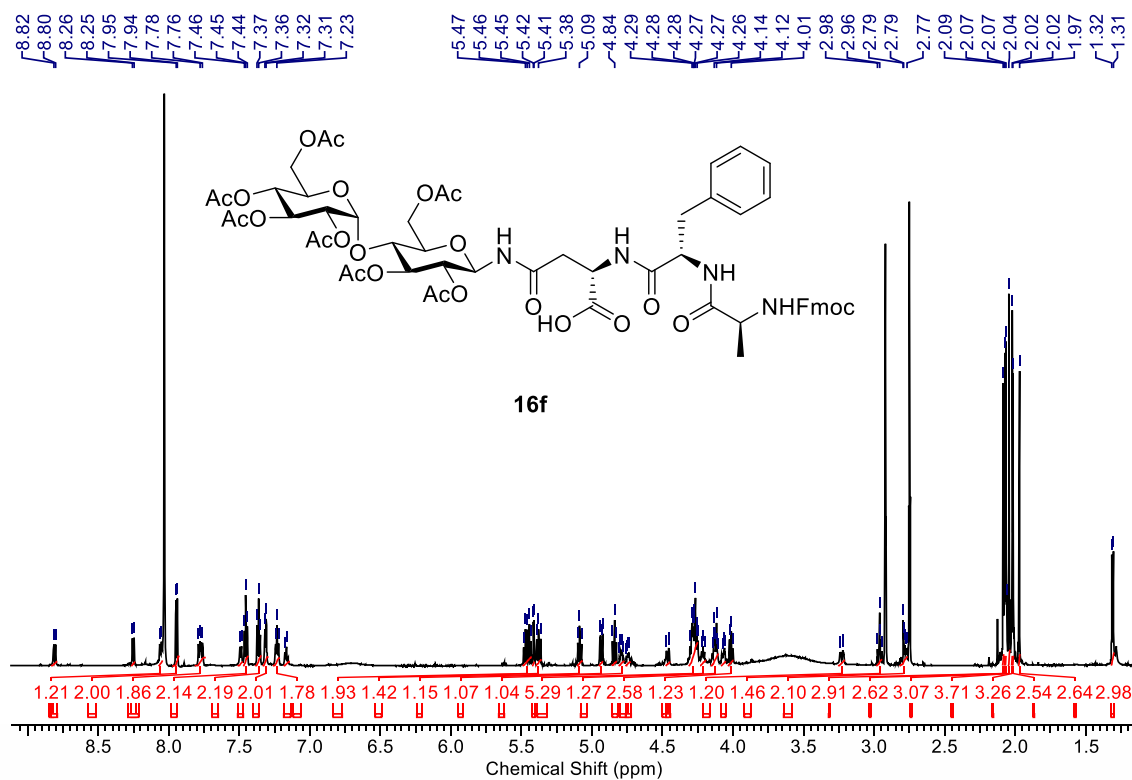 8.82 8.80 8.26 8.25 7.95 7.94 7.78 7.76 7.46 7.45 7.44 7.37 7.36 7.32 7.31 7.23 5.47 5.46 5.45 5.42 5.41 5.38 5.09 4.84 4.29 4.28 4.28 4.27 4.27 4.26 4.14 4.12 4.01 2.98 2.96 2.79 2.79 2.77 2.09 2.07 2.07 2.04 2.02 2.02 1.97 1.32 1.31
OAc
O
OAc
AcO
AcO
AcO
O
O
H
N
AcO
AcO
O
H
N
O
HO
O
NH
O
NHFmoc
16f
1.21 2.00 1.86 2.14 2.19 2.01 1.78 1.93 1.42 1.15 1.07 1.04 5.29 1.27 2.58 1.23 1.20 1.46 2.10 2.91 2.62 3.07 3.71 3.26 2.54 2.64 2.98
8.5 8.0 7.5 7.0 6.5 6.0 5.5 5.0 4.5 4.0 3.5 3.0 2.5 2.0 1.5
Chemical Shift (ppm)